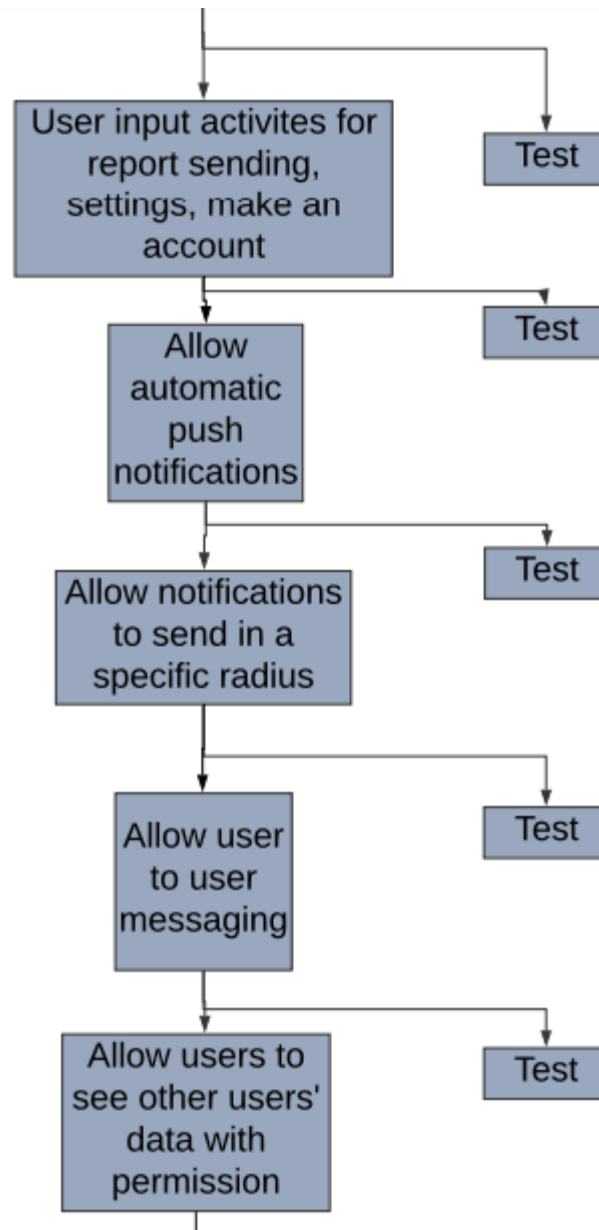 User input activites for
report sending,
settings, make an
account
Test
Test
Allow
automatic
push
notifications
Test
Allow notifications
to send in a
specific radius
Test
Allow user
to user
messaging
Test
Allow users to
see other users'
data with
permission